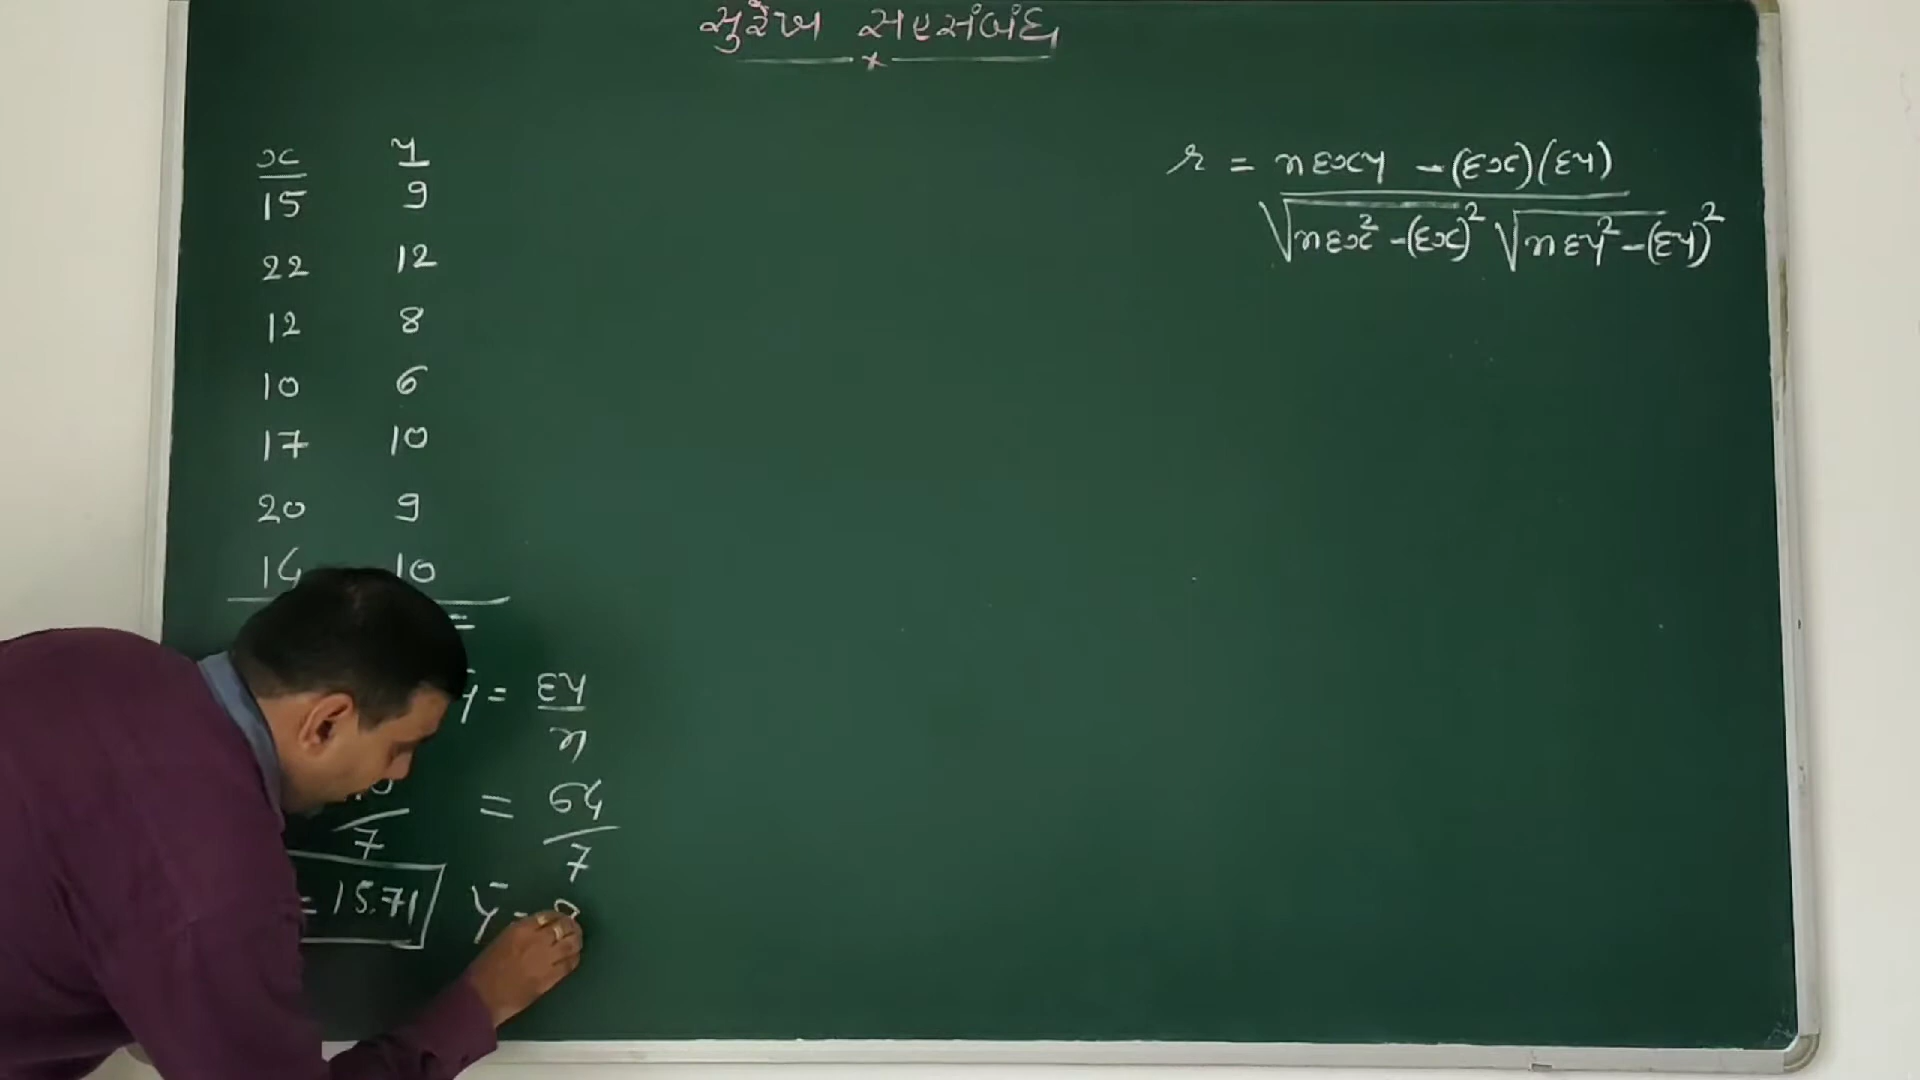 સુરેખ સહસંબંધ
x
x y
15 9
22 12
12 8
10 6
17 10
20 9
14 10
=
r = nΣxy - (Σx)(Σy)
√nΣx² - (Σx)² √nΣy² - (Σy)²
ȳ = Σy
n
= 64
7 7
= 15.71 ȳ =